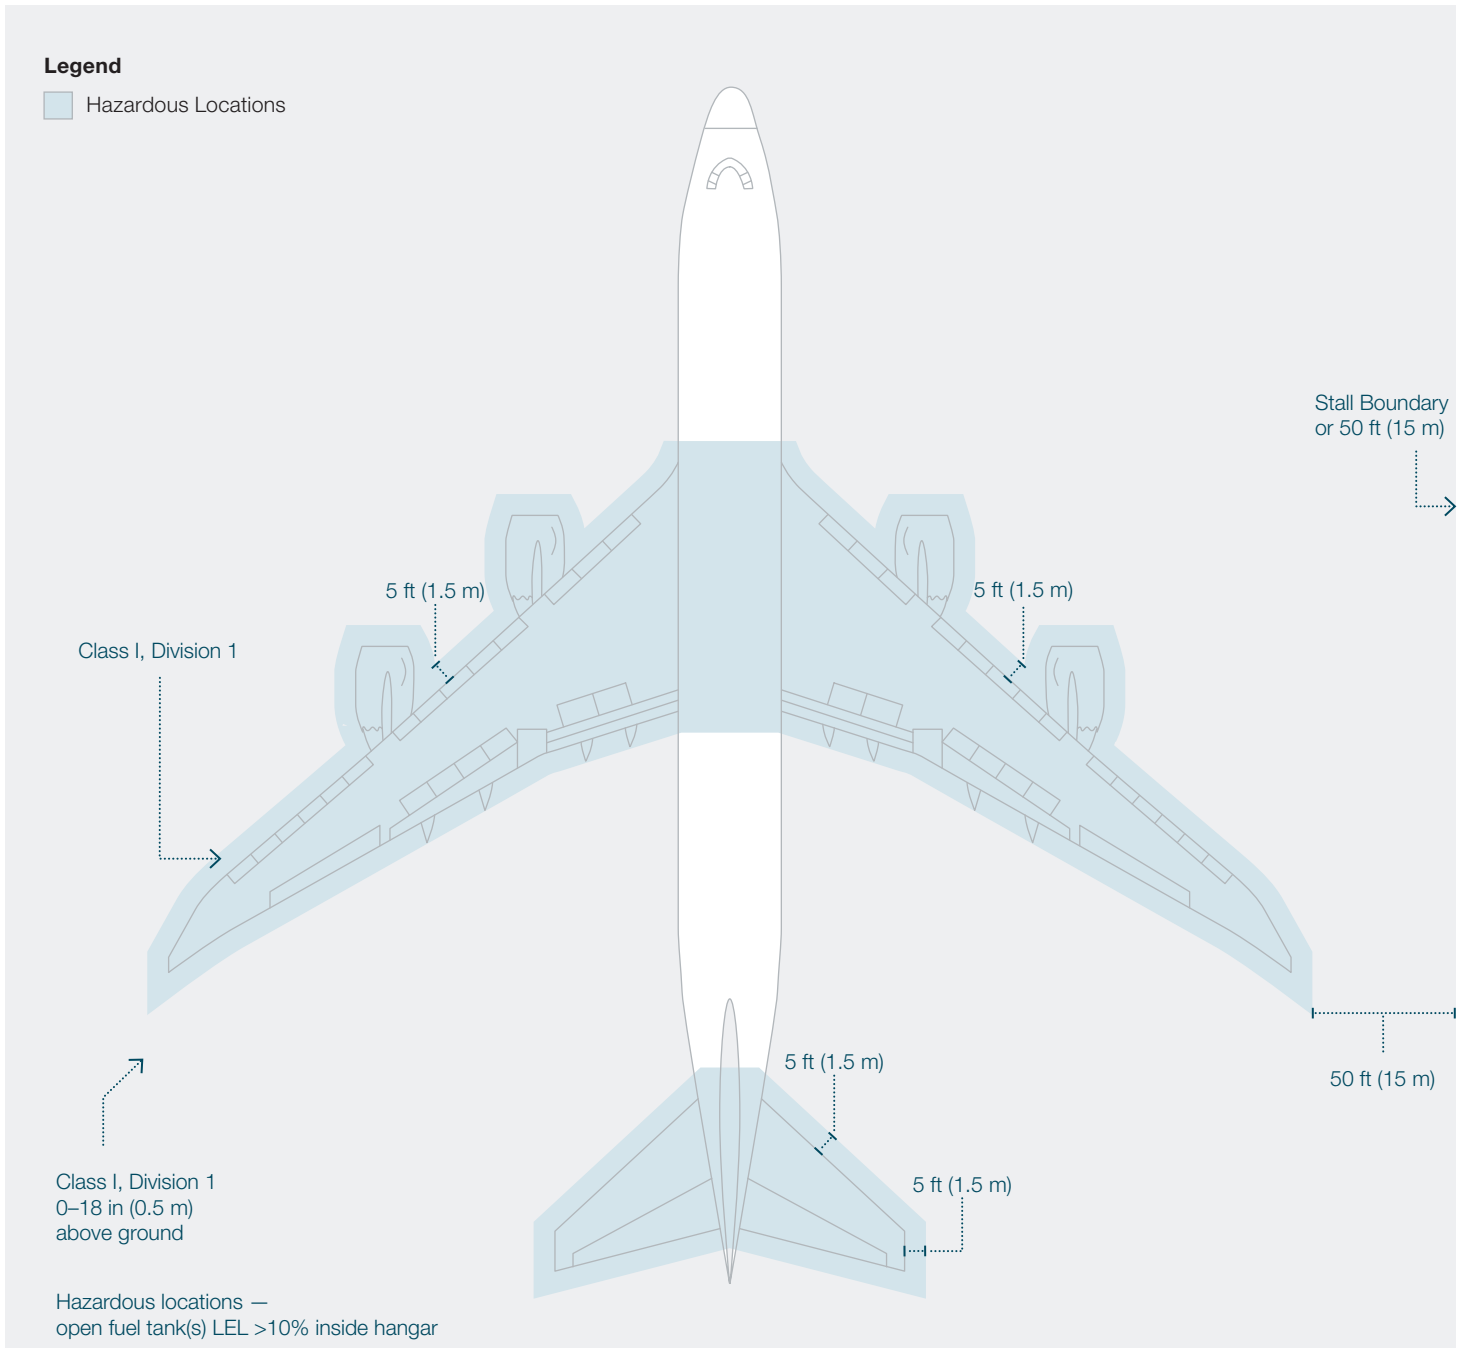 Legend
Hazardous Locations
Stall Boundary
or 50 ft (15 m)
5 ft (1.5 m)
5 ft (1.5 m)
Class I, Division 1
5 ft (1.5 m)
50 ft (15 m)
5 ft (1.5 m)
Class I, Division 1
0–18 in (0.5 m)
above ground
Hazardous locations —
open fuel tank(s) LEL >10% inside hangar